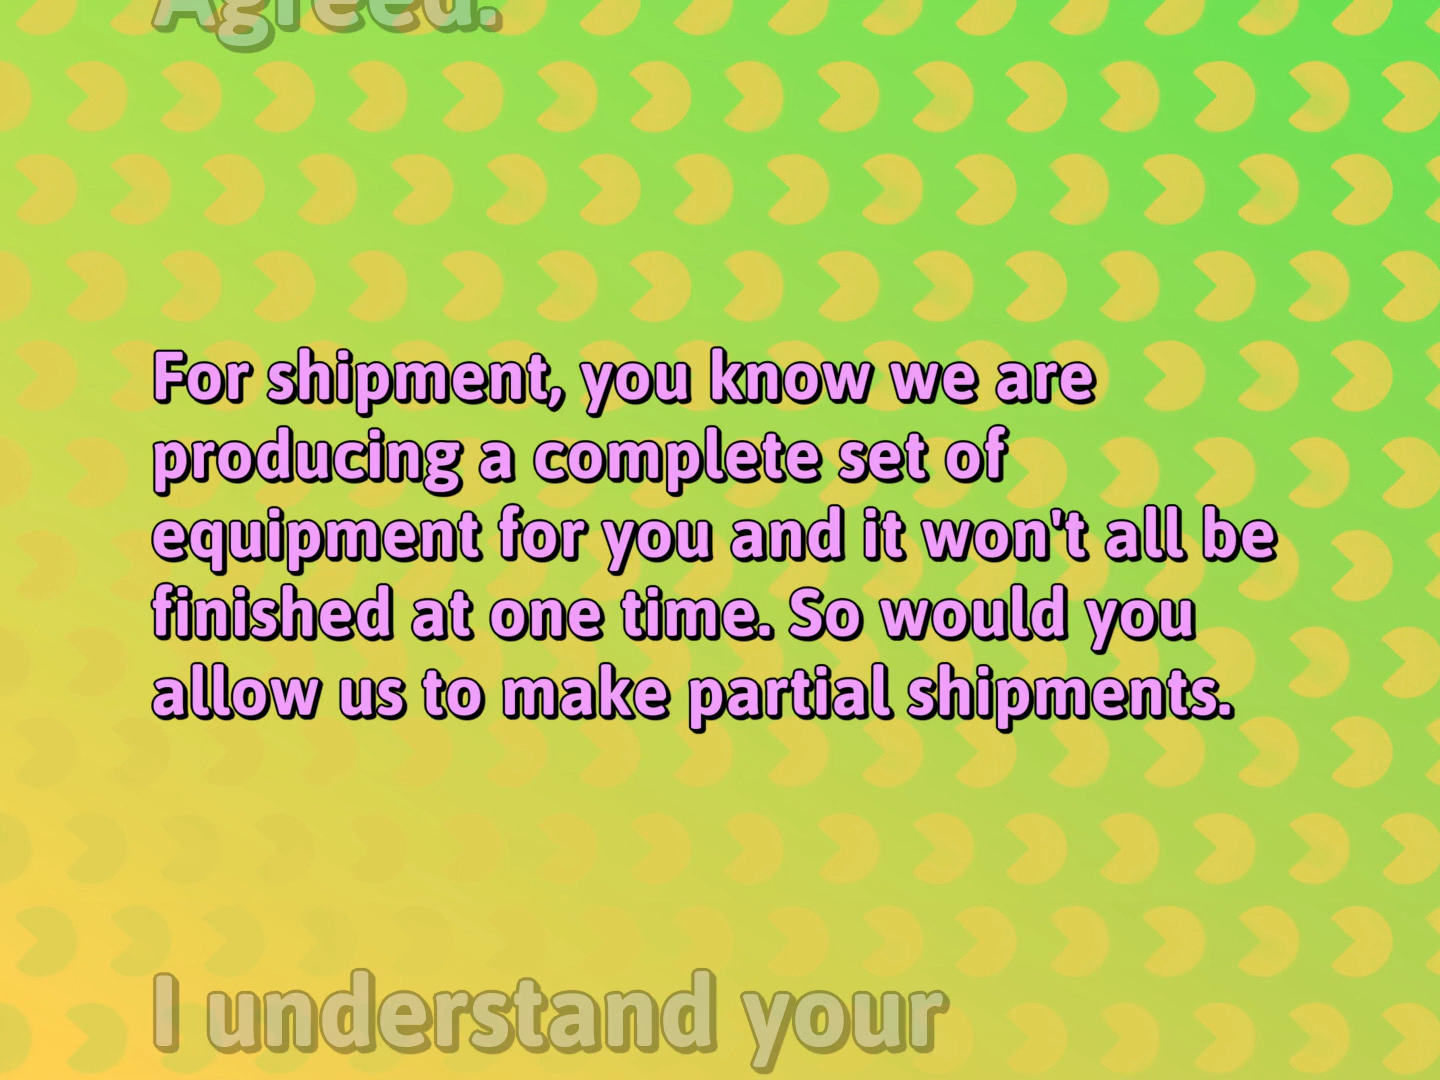 Agreed.
For shipment, you know we are
producing a complete set of
equipment for you and it won't all be
finished at one time. So would you
allow us to make partial shipments.
I understand your